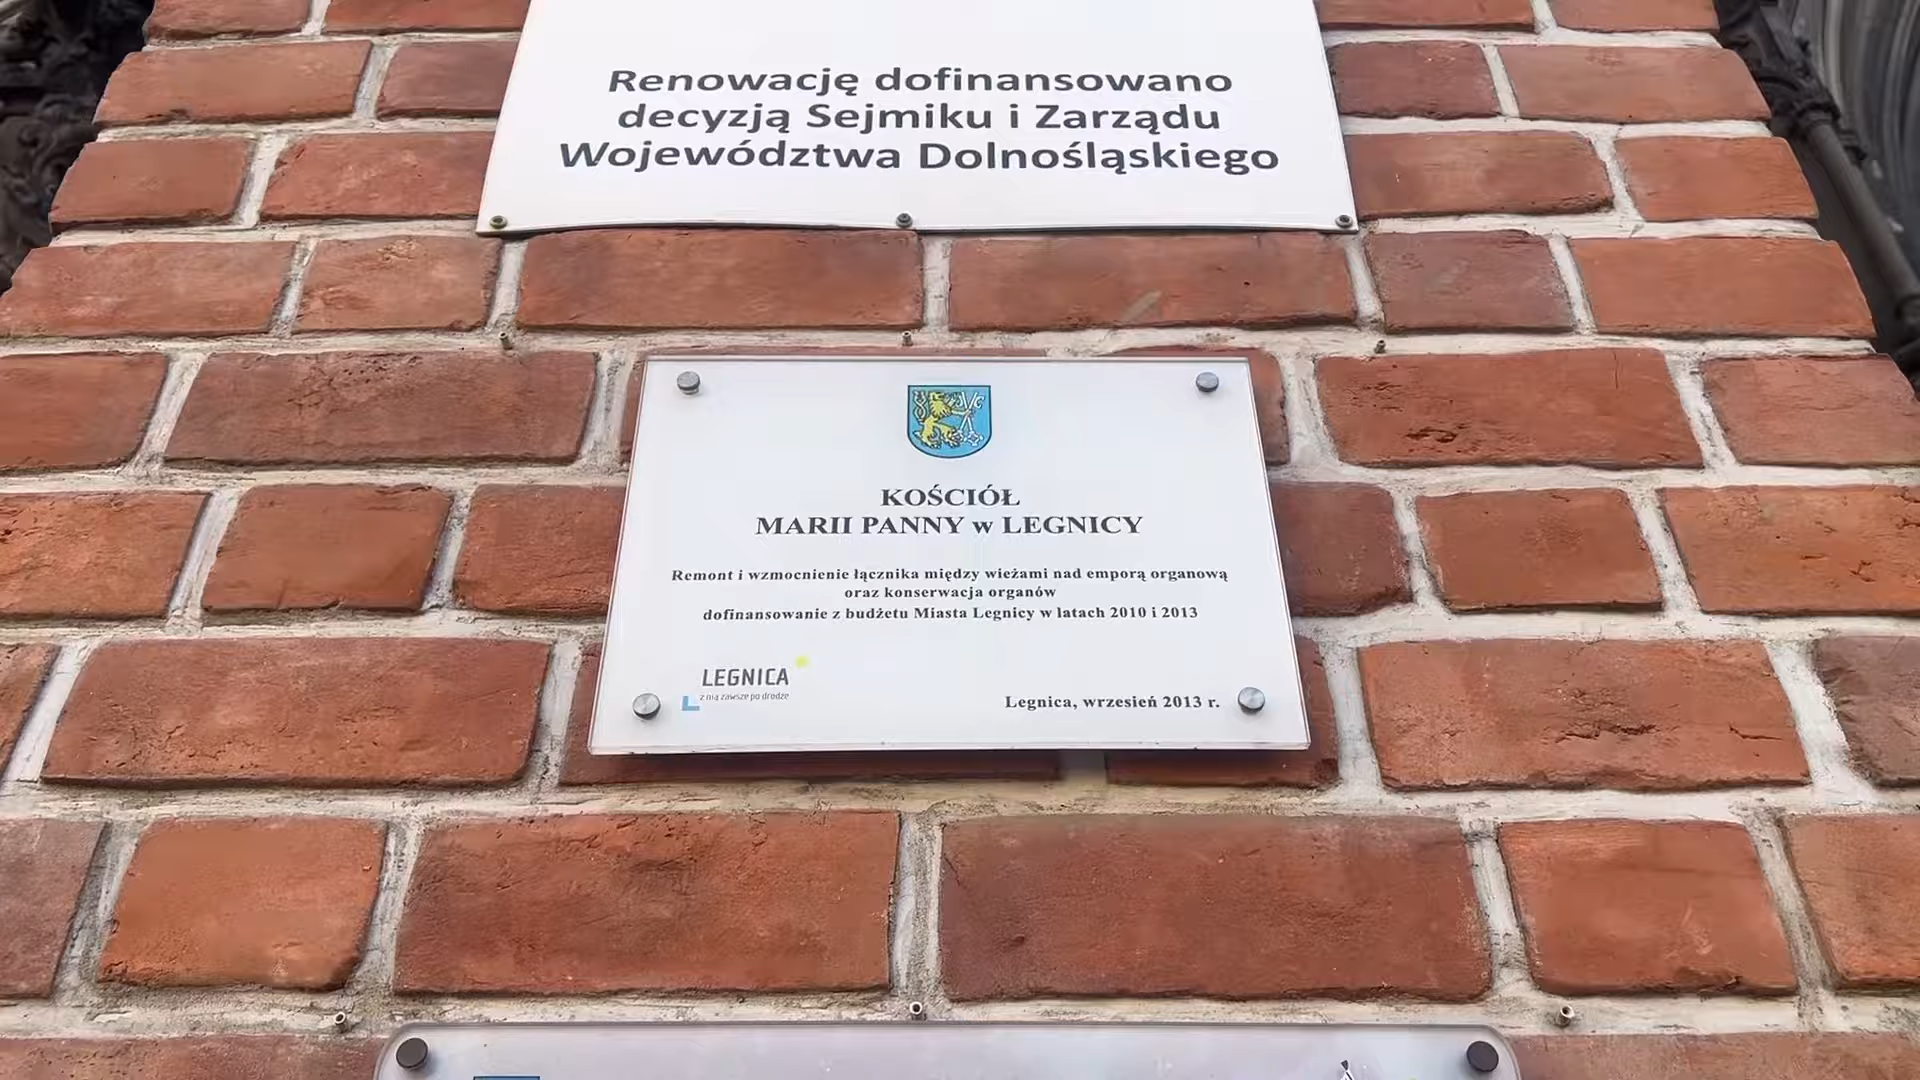 Renowację dofinansowano
decyzją Sejmiku i Zarządu
Województwa Dolnośląskiego
KOŚCIÓŁ
MARII PANNY w LEGNICY
Remont i wzmocnienie łącznika między wieżami nad emporą organową
oraz konserwacja organów
dofinansowanie z budżetu Miasta Legnicy w latach 2010 i 2013
LEGNICA
z nią zawsze po drodze
Legnica, wrzesień 2013 r.